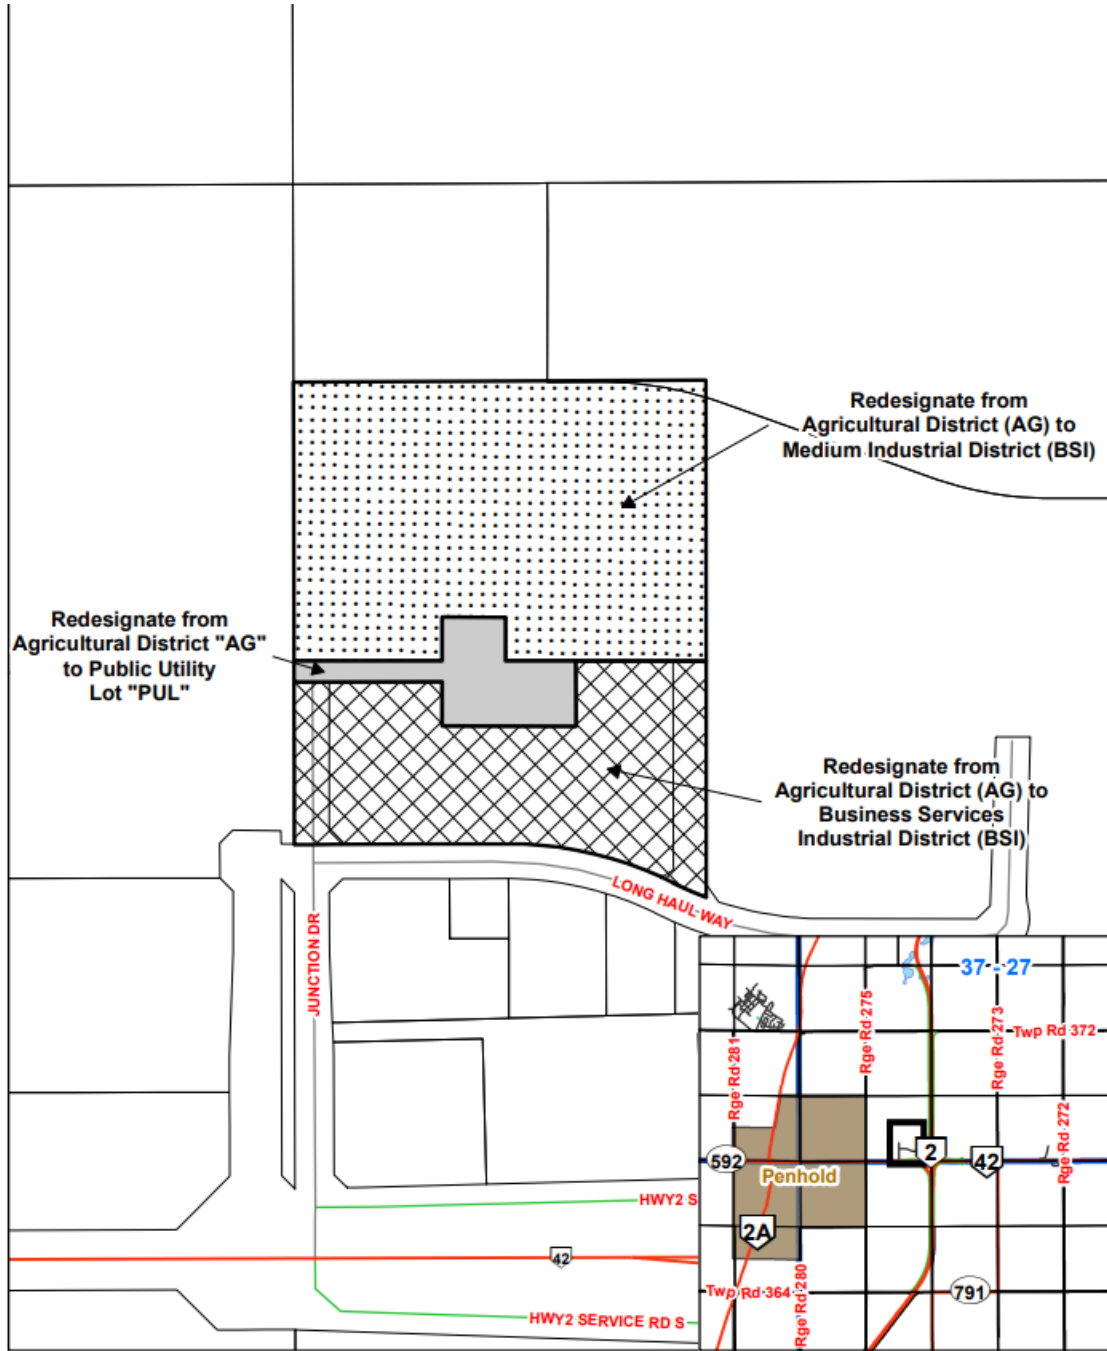 Redesignate from
Agricultural District (AG) to
Medium Industrial District (BSI)
Redesignate from
Agricultural District "AG"
to Public Utility
Lot "PUL"
Redesignate from
Agricultural District (AG) to
Business Services
Industrial District (BSI)
LONG HAUL WAY
JUNCTION DR
HWY2 S
42
HWY2 SERVICE RD S
37 - 27
Rge Rd 275
Rge Rd 273
Twp Rd 372
Rge Rd 281
Rge Rd 272
592
2
42
Penhold
2A
Twp Rd 364
Rge Rd 280
791